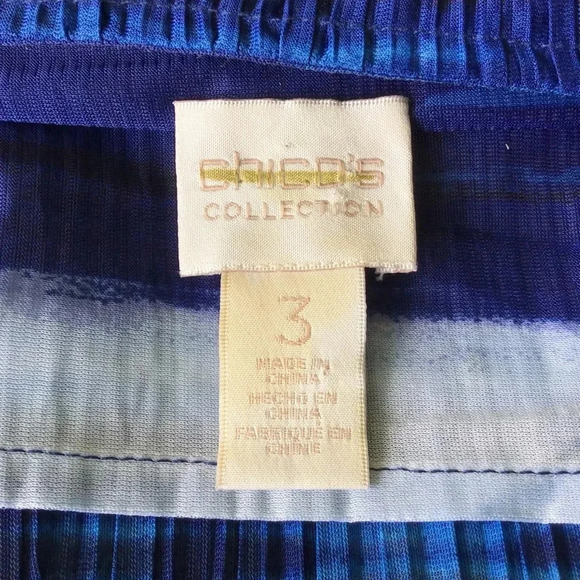 chico's
COLLECTION
3
MADE IN
CHINA
HECHO EN
CHINA
FABRIQUE EN
CHINE